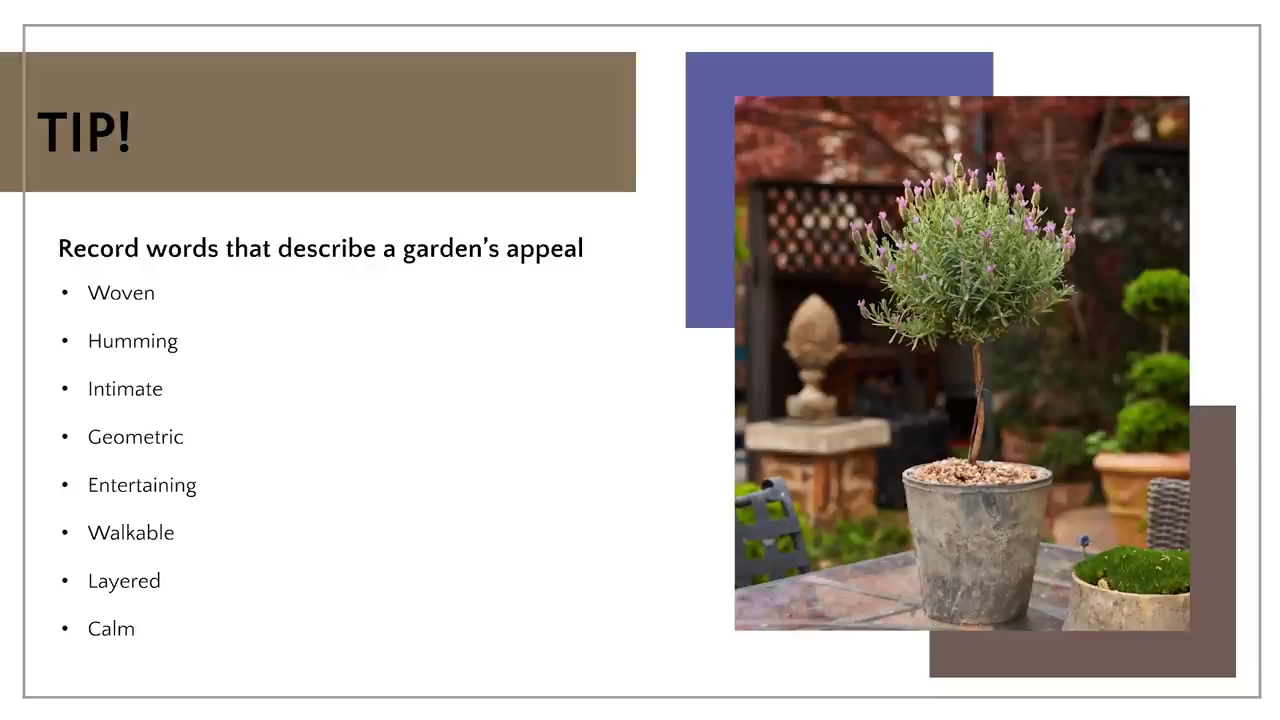 TIP!
Record words that describe a garden’s appeal
• Woven
• Humming
• Intimate
• Geometric
• Entertaining
• Walkable
• Layered
• Calm